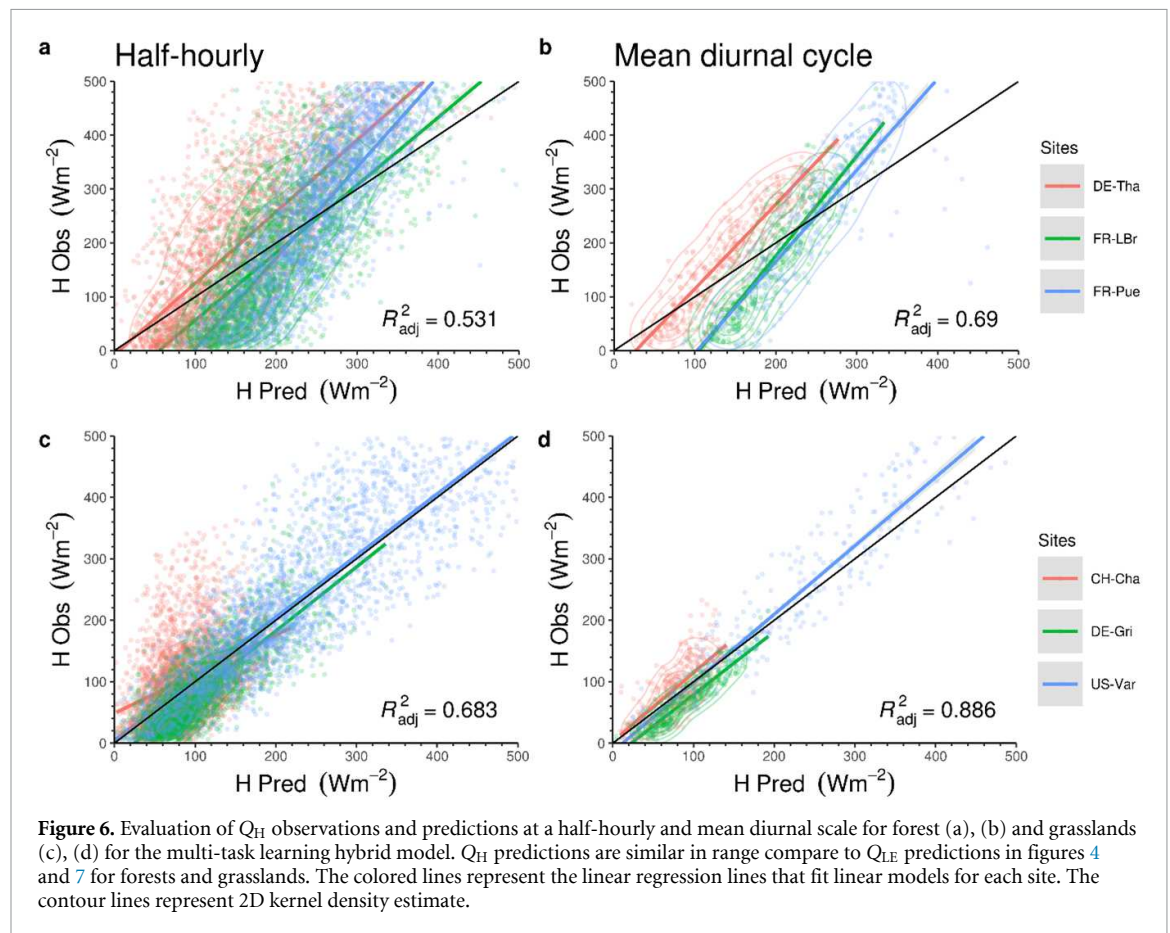 a Half-hourly
b Mean diurnal cycle
500
400
300
200
100
0
H Obs (Wm−2)
0 100 200 300 400 500
H Pred (Wm−2)
R2adj = 0.531
500
400
300
200
100
0
H Obs (Wm−2)
0 100 200 300 400 500
H Pred (Wm−2)
R2adj = 0.69
Sites
DE-Tha
FR-LBr
FR-Pue
c
500
400
300
200
100
0
H Obs (Wm−2)
0 100 200 300 400 500
H Pred (Wm−2)
R2adj = 0.683
d
500
400
300
200
100
0
H Obs (Wm−2)
0 100 200 300 400 500
H Pred (Wm−2)
R2adj = 0.886
Sites
CH-Cha
DE-Gri
US-Var
Figure 6. Evaluation of QH observations and predictions at a half-hourly and mean diurnal scale for forest (a), (b) and grasslands
(c), (d) for the multi-task learning hybrid model. QH predictions are similar in range compare to QLE predictions in figures 4
and 7 for forests and grasslands. The colored lines represent the linear regression lines that fit linear models for each site. The
contour lines represent 2D kernel density estimate.